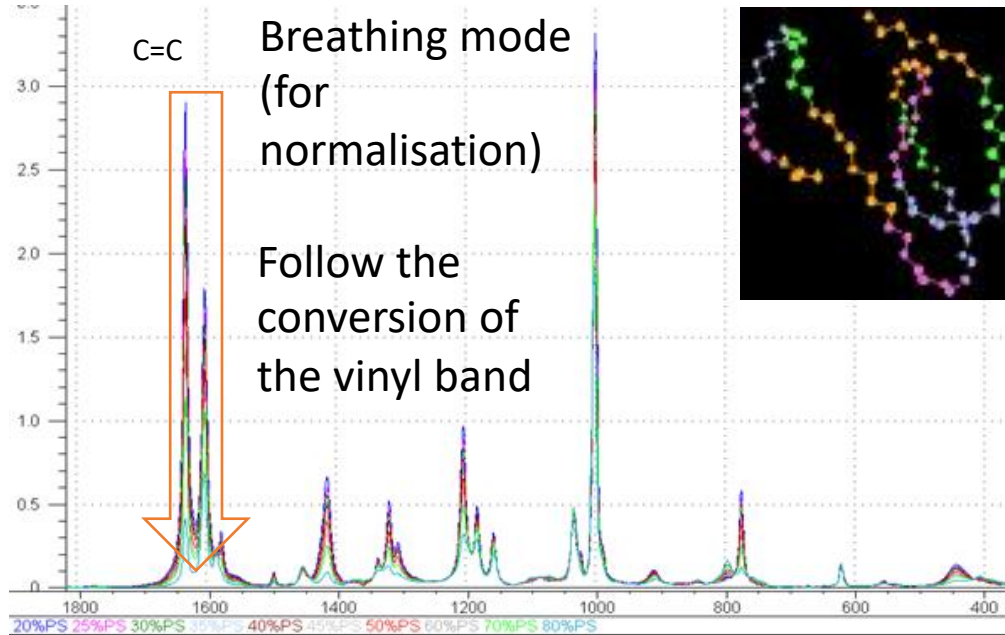 C=C
Breathing mode
(for
normalisation)
Follow the
conversion of
the vinyl band
3.0
2.5
2.0
1.5
1.0
0.5
0
1800 1600 1400 1200 1000 800 600 400
20%PS 25%PS 30%PS 35%PS 40%PS 45%PS 50%PS 60%PS 70%PS 80%PS